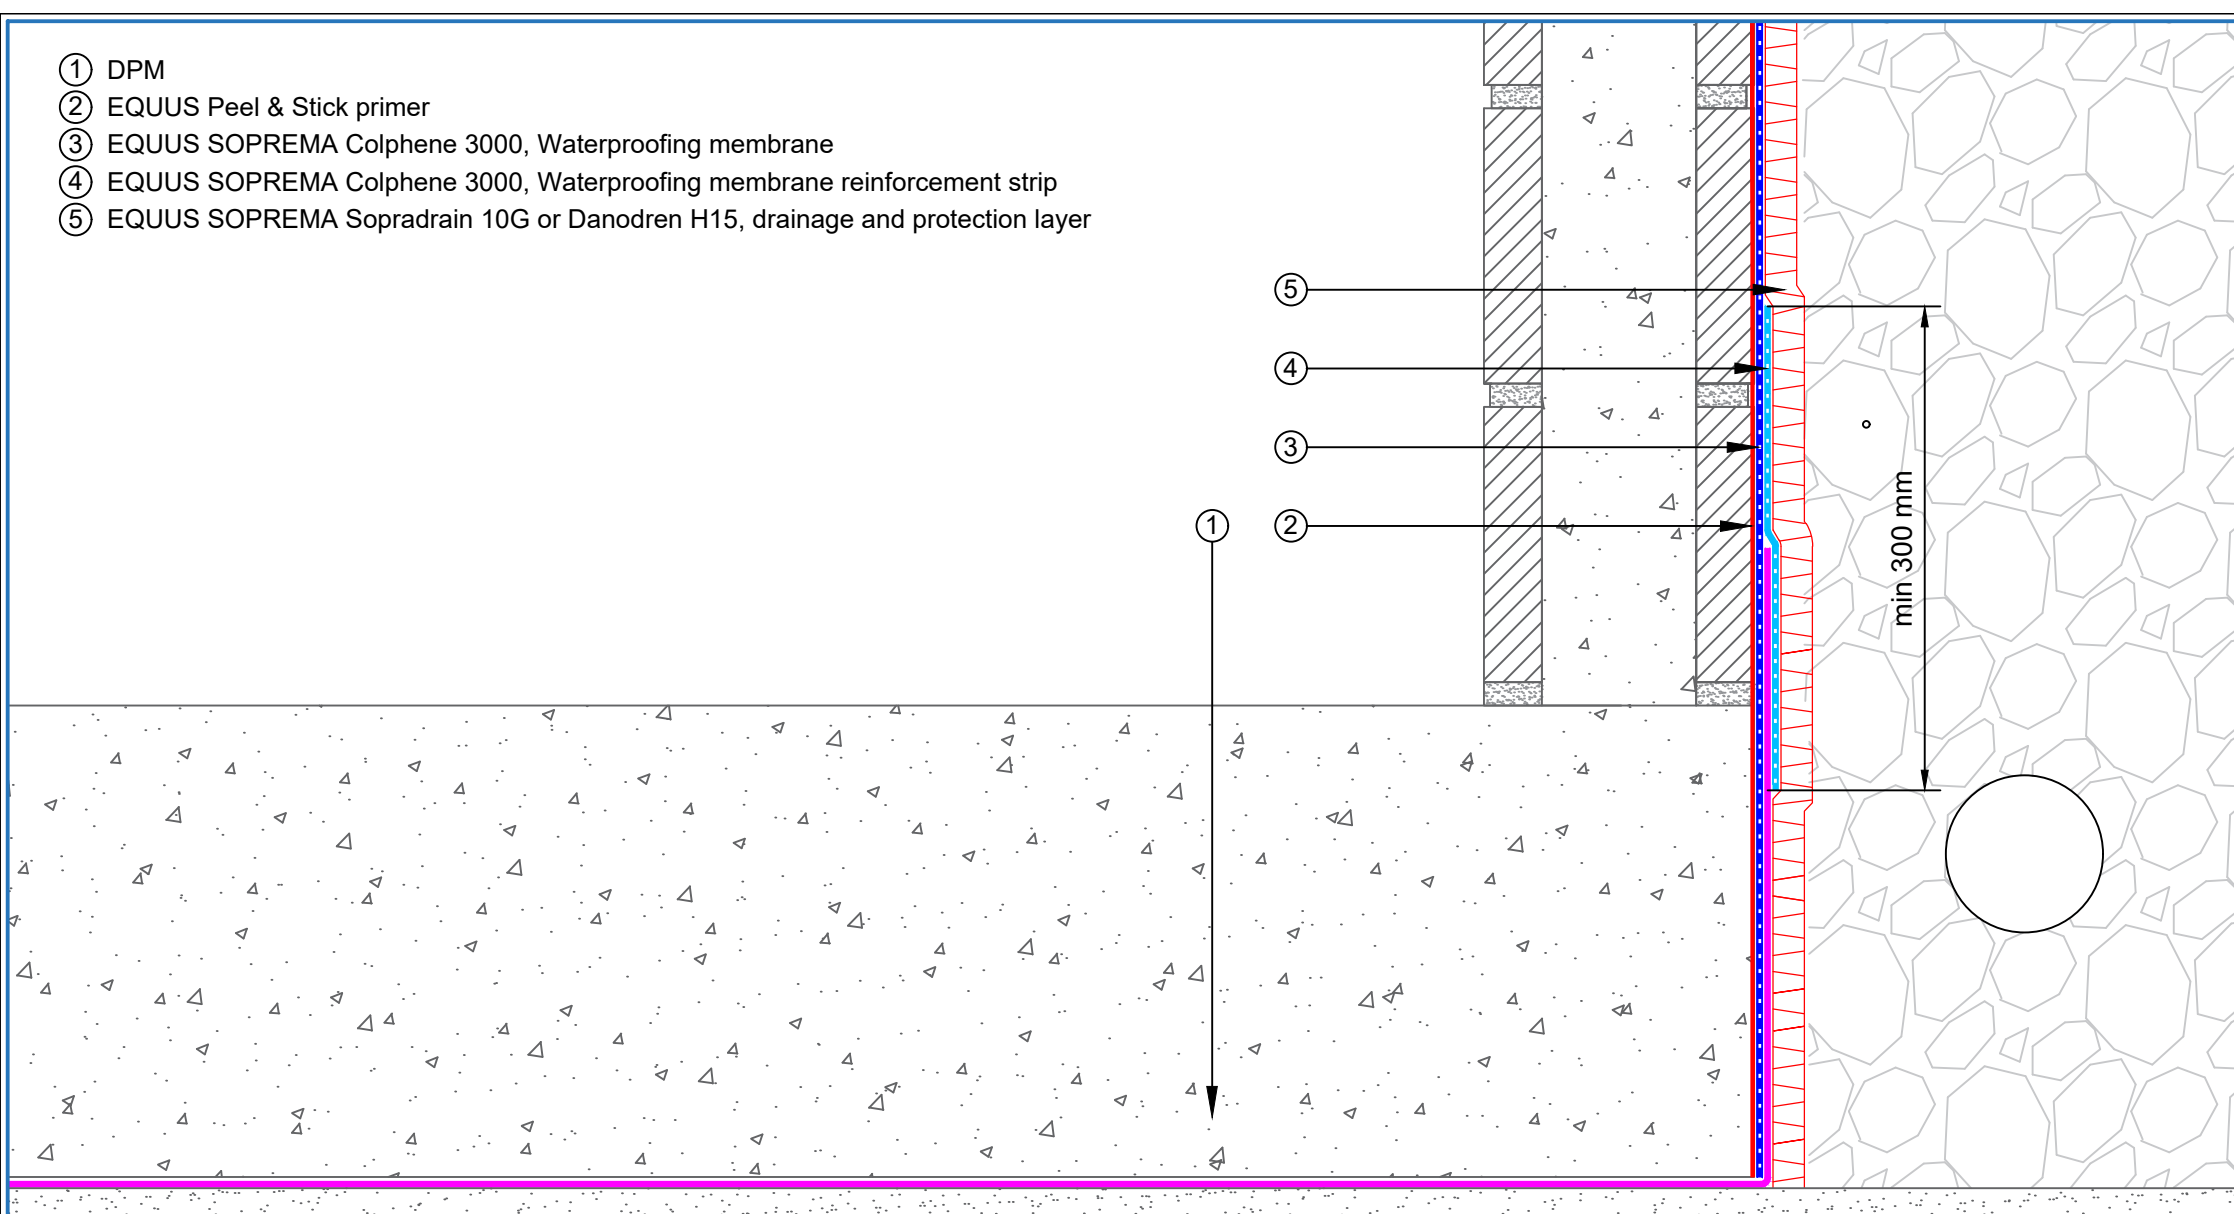 ① DPM
② EQUUS Peel & Stick primer
③ EQUUS SOPREMA Colphene 3000, Waterproofing membrane
④ EQUUS SOPREMA Colphene 3000, Waterproofing membrane reinforcement strip
⑤ EQUUS SOPREMA Sopradrain 10G or Danodren H15, drainage and protection layer
⑤
④
③
① ②
min 300 mm